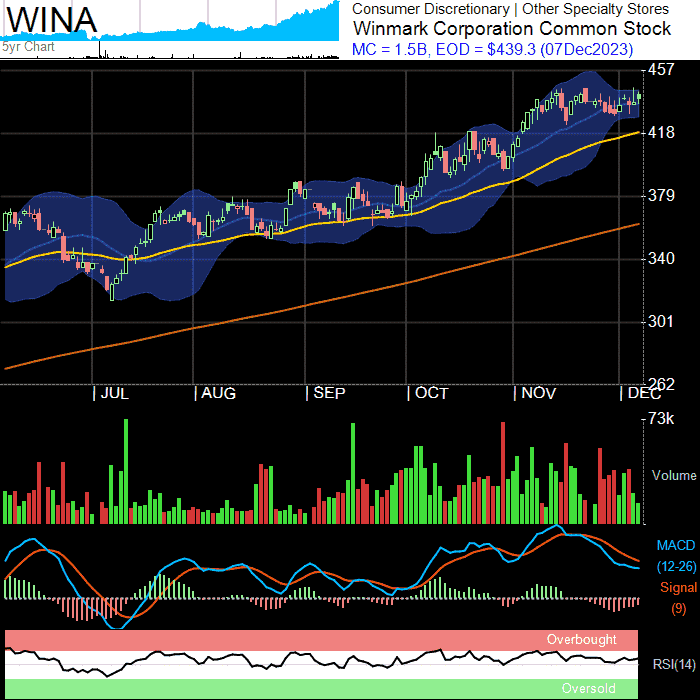 WINA
5yr Chart
Consumer Discretionary | Other Specialty Stores
Winmark Corporation Common Stock
MC = 1.5B, EOD = $439.3 (07Dec2023)
457
418
379
340
301
262
| JUL | AUG | SEP | OCT | NOV | DEC
73k
Volume
MACD
(12-26)
Signal
(9)
Overbought
RSI(14)
Oversold